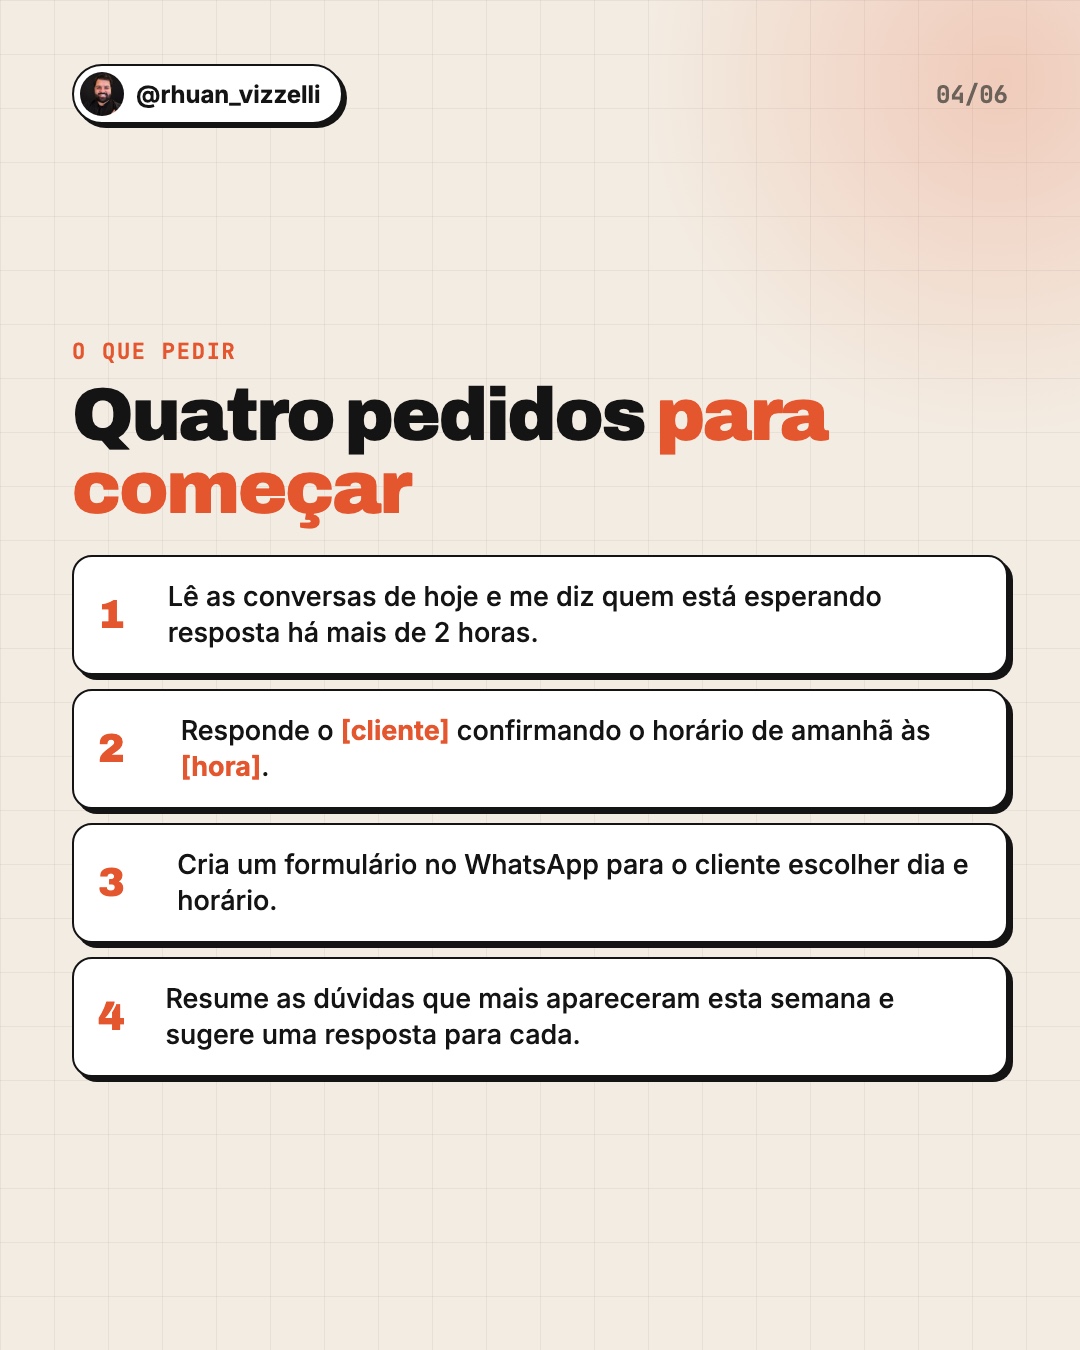 @rhuan_vizzelli
04/06
O QUE PEDIR
Quatro pedidos para
começar
1
Lê as conversas de hoje e me diz quem está esperando
resposta há mais de 2 horas.
2
Responde o [cliente] confirmando o horário de amanhã às
[hora].
3
Cria um formulário no WhatsApp para o cliente escolher dia e
horário.
4
Resume as dúvidas que mais apareceram esta semana e
sugere uma resposta para cada.